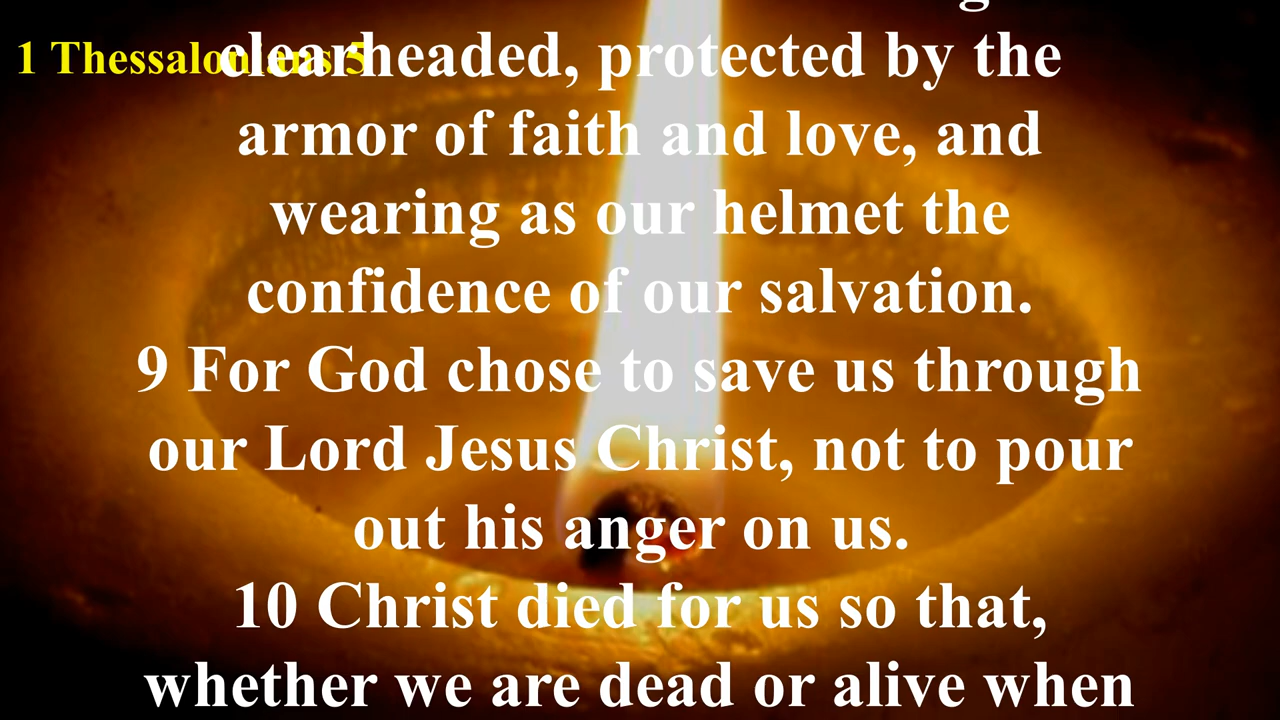 1 Thessalonians 5
clearheaded, protected by the
armor of faith and love, and
wearing as our helmet the
confidence of our salvation.
9 For God chose to save us through
our Lord Jesus Christ, not to pour
out his anger on us.
10 Christ died for us so that,
whether we are dead or alive when